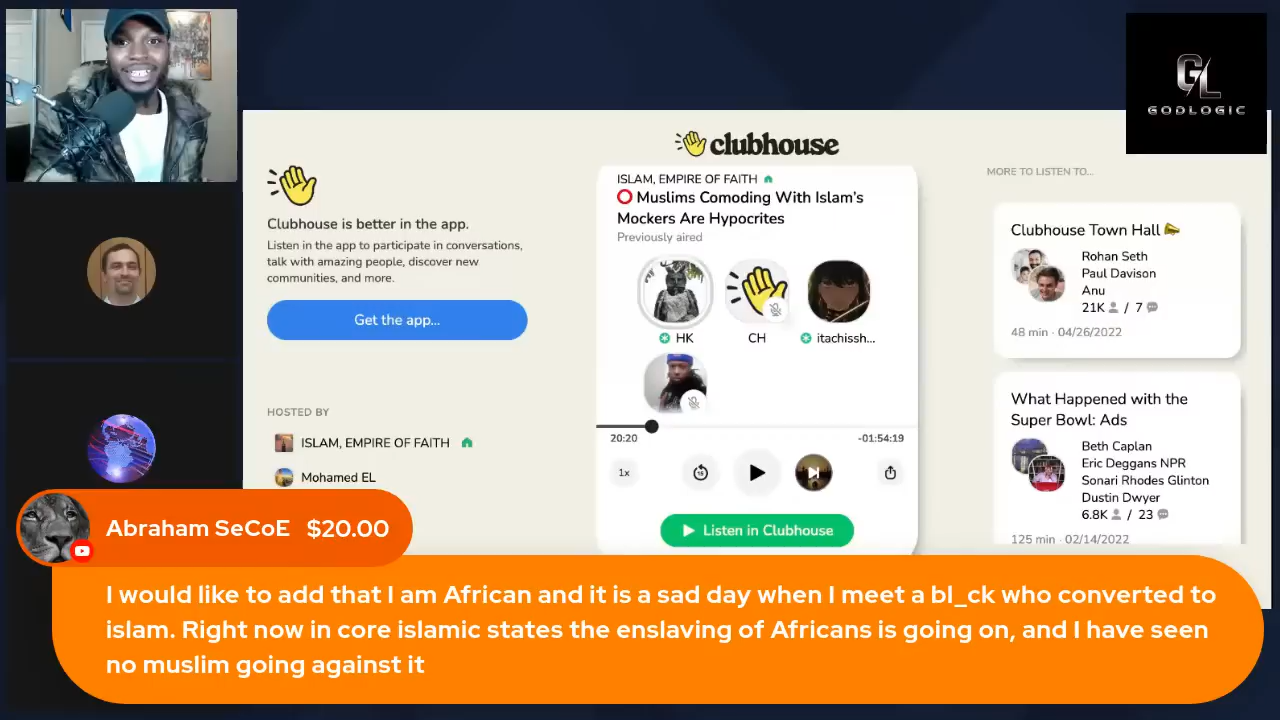 GL
GODLOGIC
clubhouse
Clubhouse is better in the app.
Listen in the app to participate in conversations,
talk with amazing people, discover new
communities, and more.
Get the app...
HOSTED BY
ISLAM, EMPIRE OF FAITH
Mohamed EL
ISLAM, EMPIRE OF FAITH
Muslims Comoding With Islam's
Mockers Are Hypocrites
Previously aired
HK
CH
itachissh...
20:20
-01:54:19
1x
15
Listen in Clubhouse
MORE TO LISTEN TO...
Clubhouse Town Hall
Rohan Seth
Paul Davison
Anu
21K / 7
48 min · 04/26/2022
What Happened with the
Super Bowl: Ads
Beth Caplan
Eric Deggans NPR
Sonari Rhodes Glinton
Dustin Dwyer
6.8K / 23
125 min · 02/14/2022
Abraham SeCoE $20.00
I would like to add that I am African and it is a sad day when I meet a bl_ck who converted to
islam. Right now in core islamic states the enslaving of Africans is going on, and I have seen
no muslim going against it